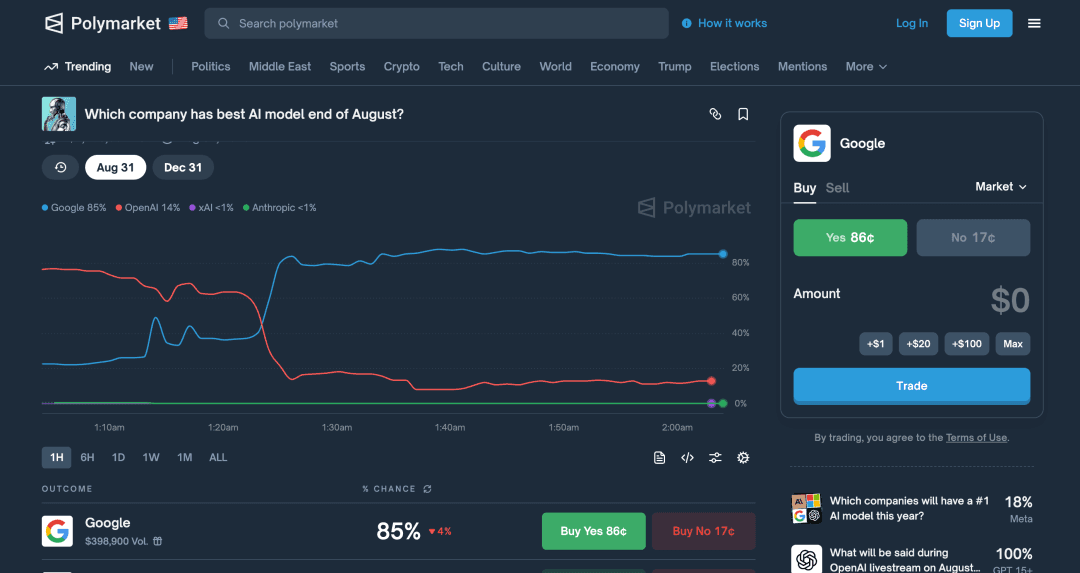 Polymarket
Search polymarket
How it works
Log In
Sign Up
Trending
New
Politics
Middle East
Sports
Crypto
Tech
Culture
World
Economy
Trump
Elections
Mentions
More
Which company has best AI model end of August?
Aug 31
Dec 31
Google 85%
OpenAI 14%
xAI <1%
Anthropic <1%
Polymarket
80%
60%
40%
20%
0%
1:10am
1:20am
1:30am
1:40am
1:50am
2:00am
1H
6H
1D
1W
1M
ALL
OUTCOME
% CHANCE
Google
$398,900 Vol.
85%
4%
Buy Yes 86¢
Buy No 17¢
Google
Buy
Sell
Market
Yes 86¢
No 17¢
Amount
$0
+$1
+$20
+$100
Max
Trade
By trading, you agree to the Terms of Use.
Which companies will have a #1
AI model this year?
18%
Meta
What will be said during
OpenAI livestream on August...
100%
GPT 15+